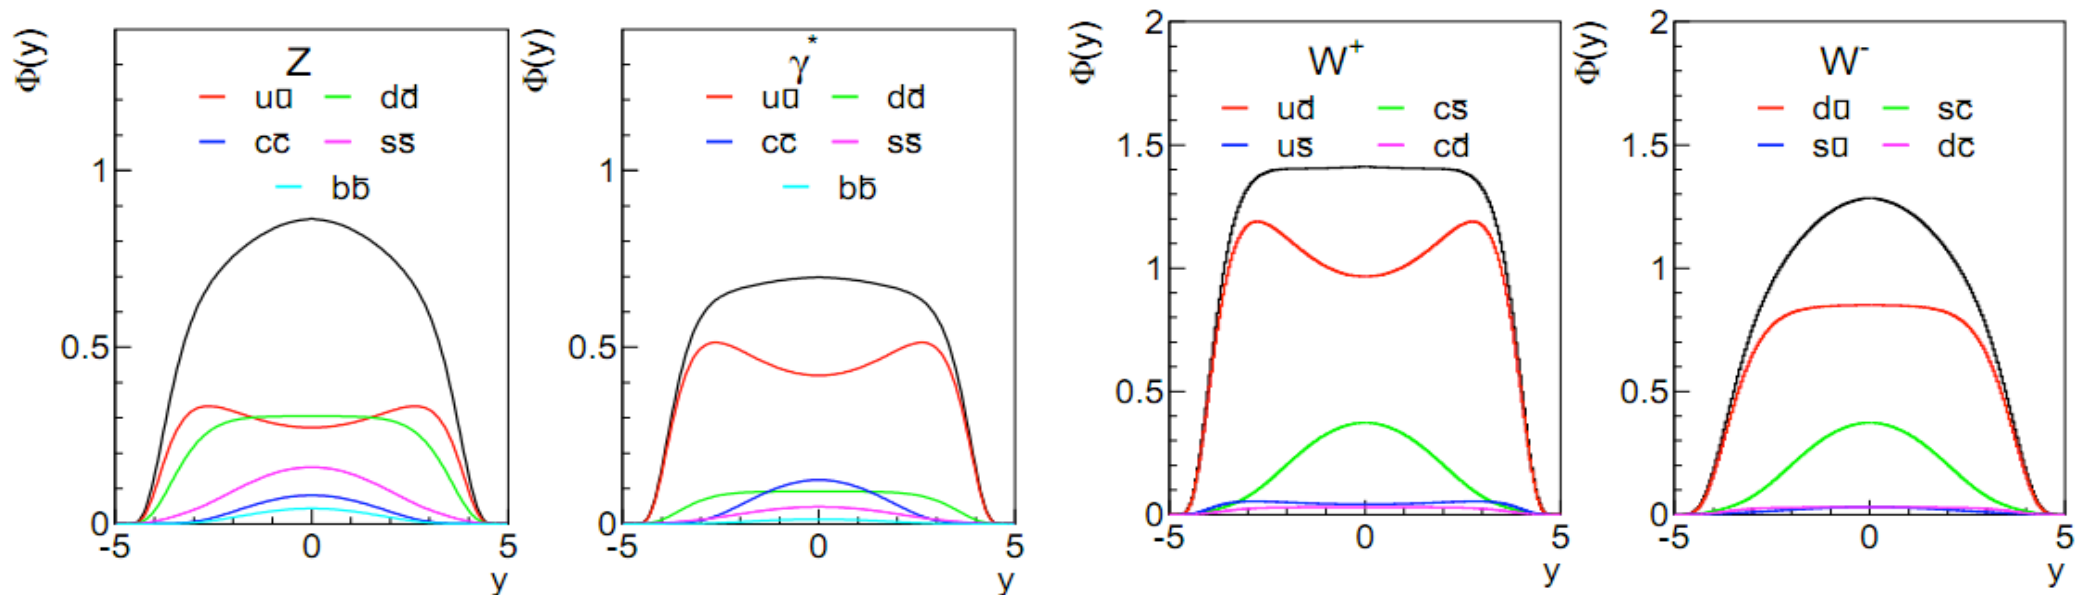 Φ(y)
Z
uū dd̄
cc̄ ss̄
bb̄
1
0.5
0
-5 0 5
y
Φ(y)
γ*
uū dd̄
cc̄ ss̄
bb̄
1
0.5
0
-5 0 5
y
Φ(y)
W+
ud̄ cs̄
us̄ cd̄
2
1.5
1
0.5
0
-5 0 5
y
Φ(y)
W-
dū sc̄
sū dc̄
2
1.5
1
0.5
0
-5 0 5
y